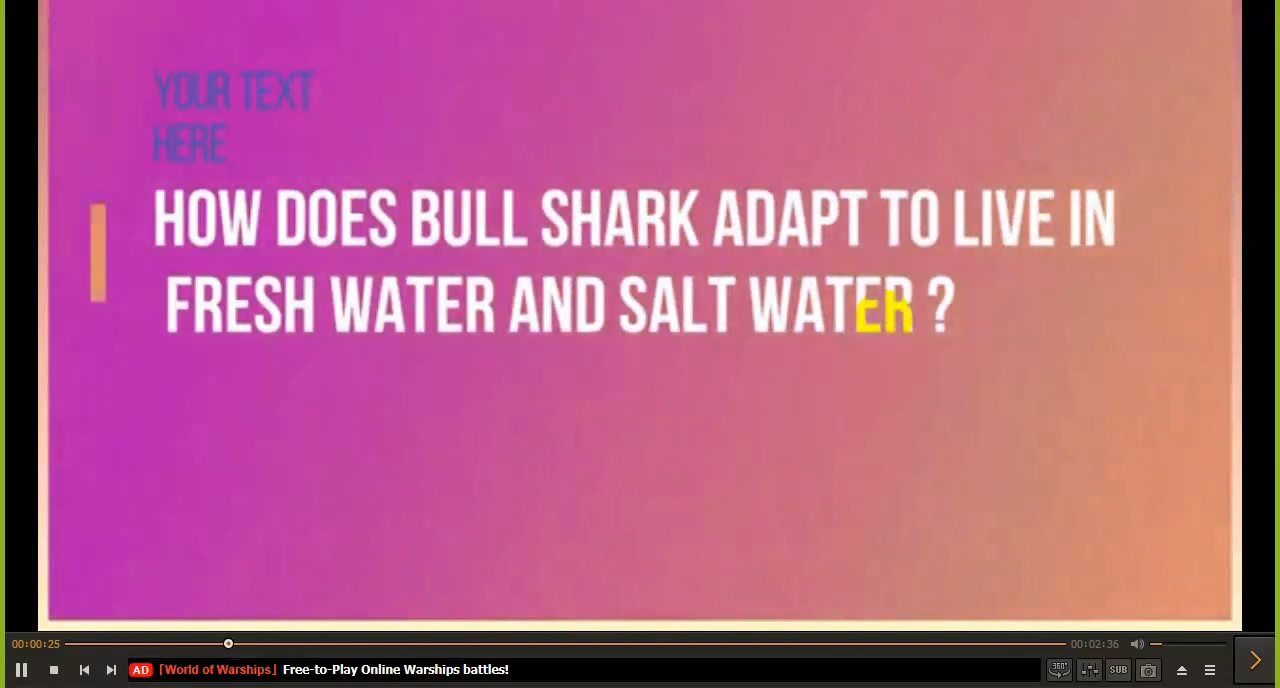 YOUR TEXT
HERE
HOW DOES BULL SHARK ADAPT TO LIVE IN
FRESH WATER AND SALT WATER ?
00:00:25
00:02:36
AD [World of Warships] Free-to-Play Online Warships battles!
360°
SUB